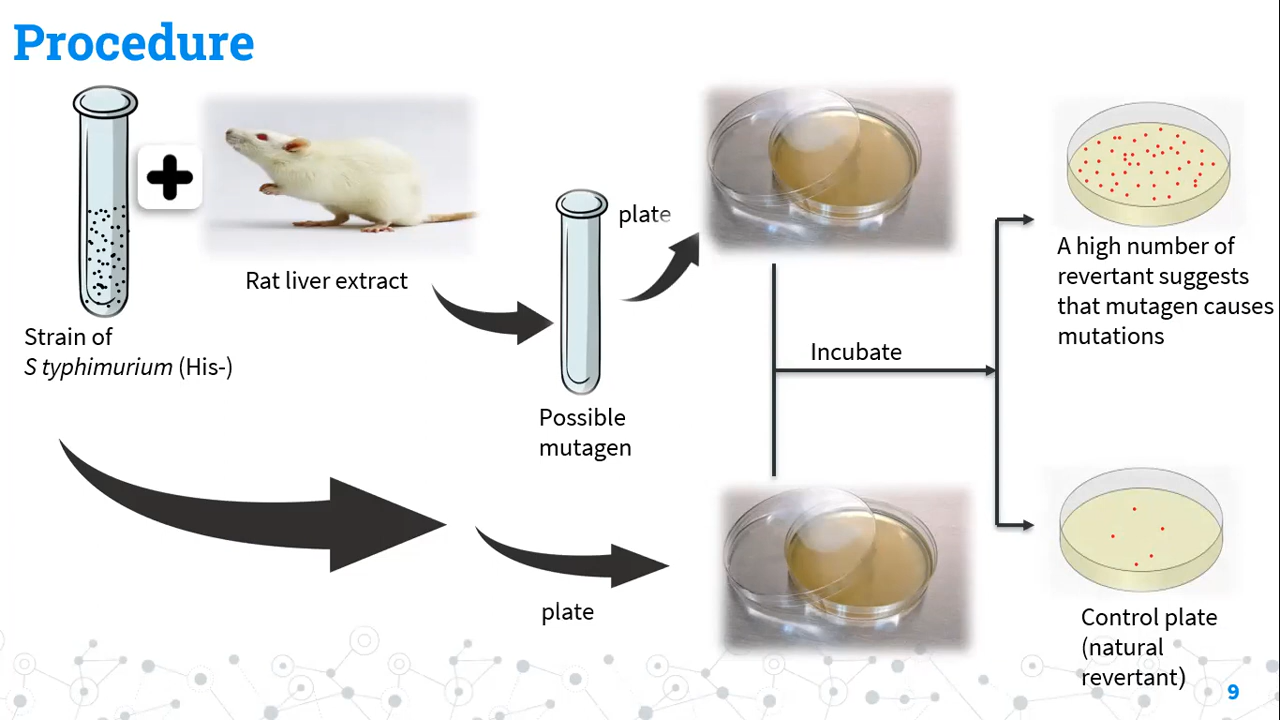 Procedure
Rat liver extract
Strain of
S typhimurium (His-)
Possible
mutagen
plate
Incubate
A high number of
revertant suggests
that mutagen causes
mutations
plate
Control plate
(natural
revertant)
9